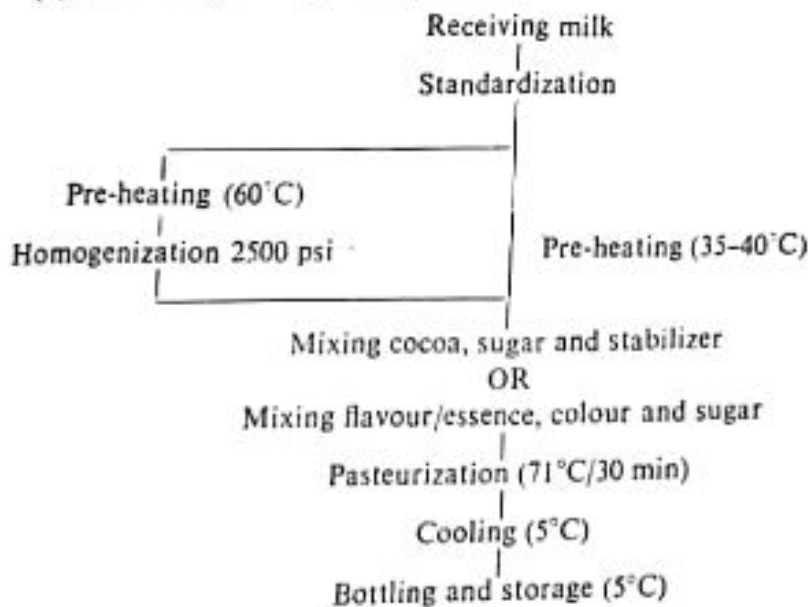 Receiving milk
Standardization
Pre-heating (60°C)
Homogenization 2500 psi
Pre-heating (35–40°C)
Mixing cocoa, sugar and stabilizer
OR
Mixing flavour/essence, colour and sugar
Pasteurization (71°C/30 min)
Cooling (5°C)
Bottling and storage (5°C)